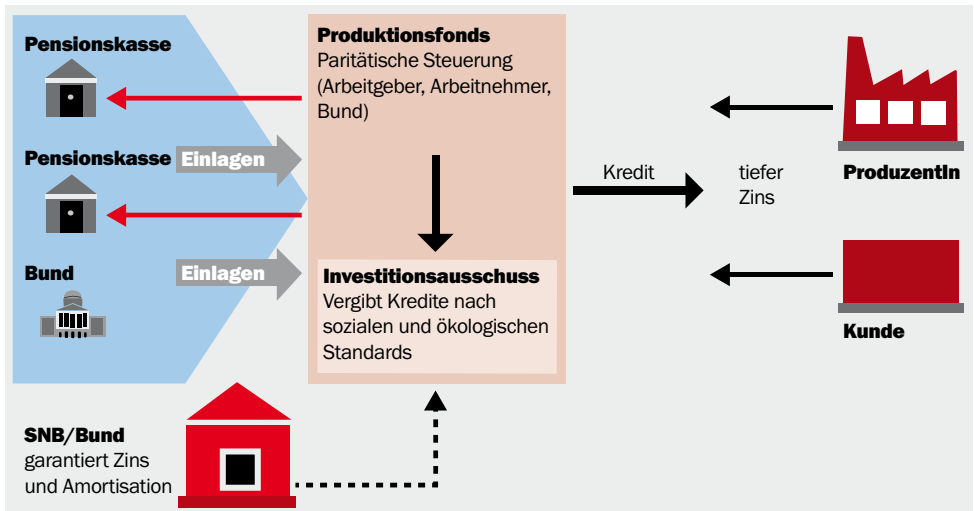 Pensionskasse
Pensionskasse
Einlagen
Bund
Einlagen
Produktionsfonds
Paritätische Steuerung
(Arbeitgeber, Arbeitnehmer,
Bund)
Investitionsausschuss
Vergibt Kredite nach
sozialen und ökologischen
Standards
Kredit
tiefer
Zins
ProduzentIn
Kunde
SNB/Bund
garantiert Zins
und Amortisation